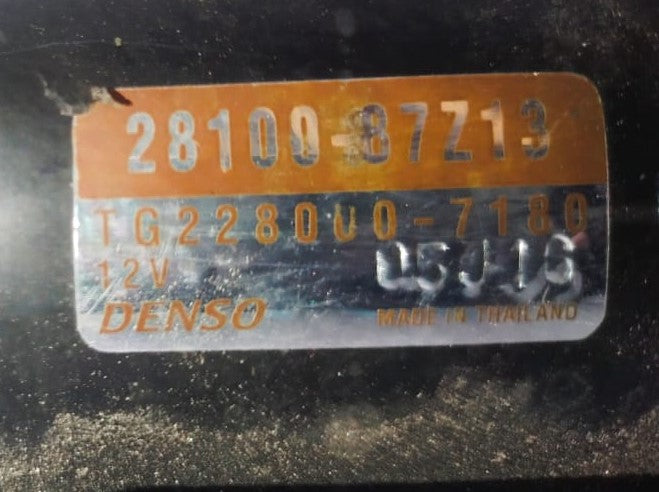 28100-87Z13
TG228000-7180
12V 05J16
DENSO MADE IN THAILAND